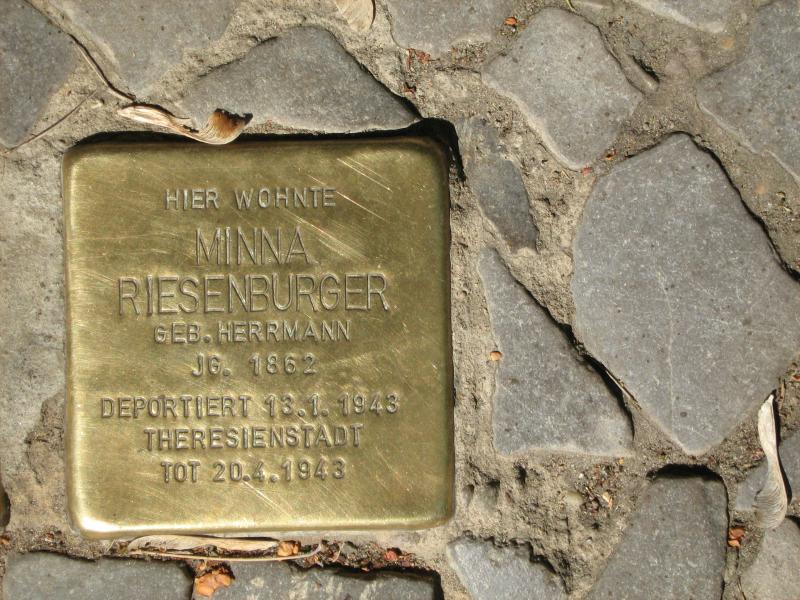 HIER WOHNTE
MINNA
RIESENBURGER
GEB. HERRMANN
JG. 1862
DEPORTIERT 13.1.1943
THERESIENSTADT
TOT 20.4.1943